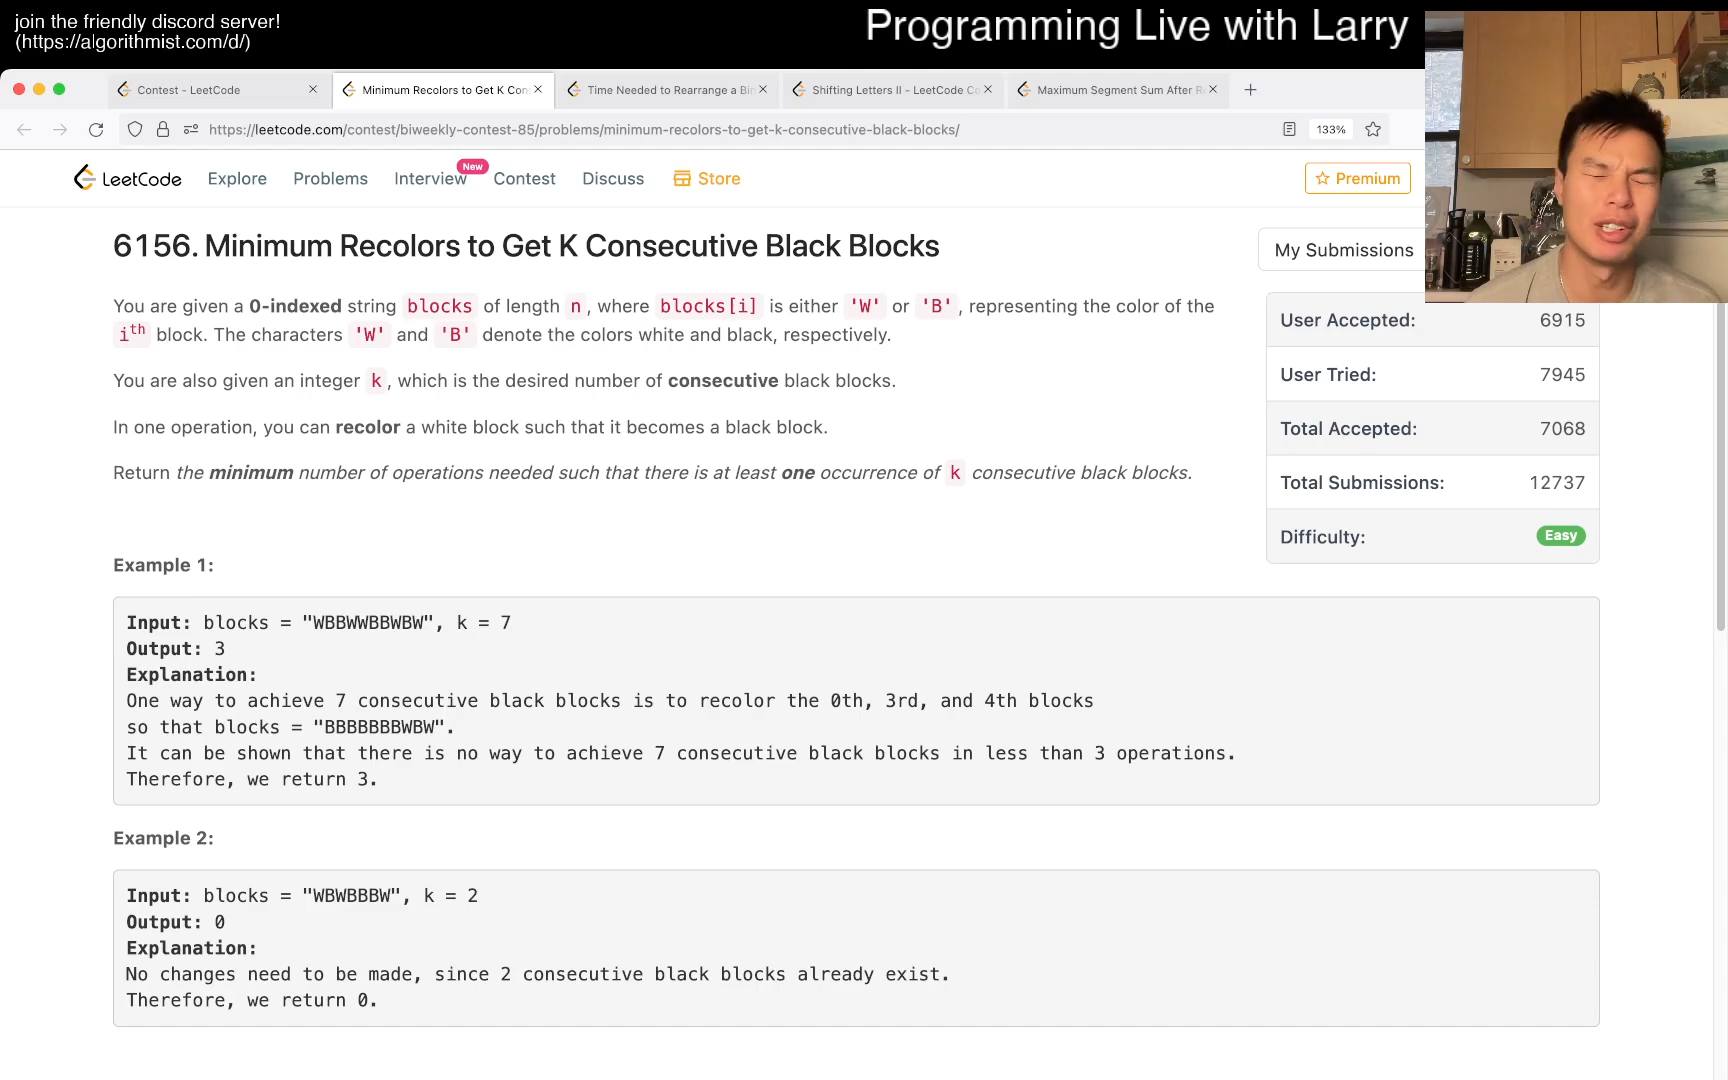 join the friendly discord server!
(https://algorithmist.com/d/)
Programming Live with Larry
Contest - LeetCode
Minimum Recolors to Get K Con
Time Needed to Rearrange a Bin
Shifting Letters II - LeetCode Co
Maximum Segment Sum After R
https://leetcode.com/contest/biweekly-contest-85/problems/minimum-recolors-to-get-k-consecutive-black-blocks/
133%
LeetCode
Explore
Problems
Interview
New
Contest
Discuss
Store
Premium
6156. Minimum Recolors to Get K Consecutive Black Blocks
My Submissions
You are given a 0-indexed string blocks of length n, where blocks[i] is either 'W' or 'B', representing the color of the
ith block. The characters 'W' and 'B' denote the colors white and black, respectively.
You are also given an integer k, which is the desired number of consecutive black blocks.
In one operation, you can recolor a white block such that it becomes a black block.
Return the minimum number of operations needed such that there is at least one occurrence of k consecutive black blocks.
User Accepted: 6915
User Tried: 7945
Total Accepted: 7068
Total Submissions: 12737
Difficulty: Easy
Example 1:
Input: blocks = "WBBWWBBWBW", k = 7
Output: 3
Explanation:
One way to achieve 7 consecutive black blocks is to recolor the 0th, 3rd, and 4th blocks
so that blocks = "BBBBBBBWBW".
It can be shown that there is no way to achieve 7 consecutive black blocks in less than 3 operations.
Therefore, we return 3.
Example 2:
Input: blocks = "WBWBBBW", k = 2
Output: 0
Explanation:
No changes need to be made, since 2 consecutive black blocks already exist.
Therefore, we return 0.